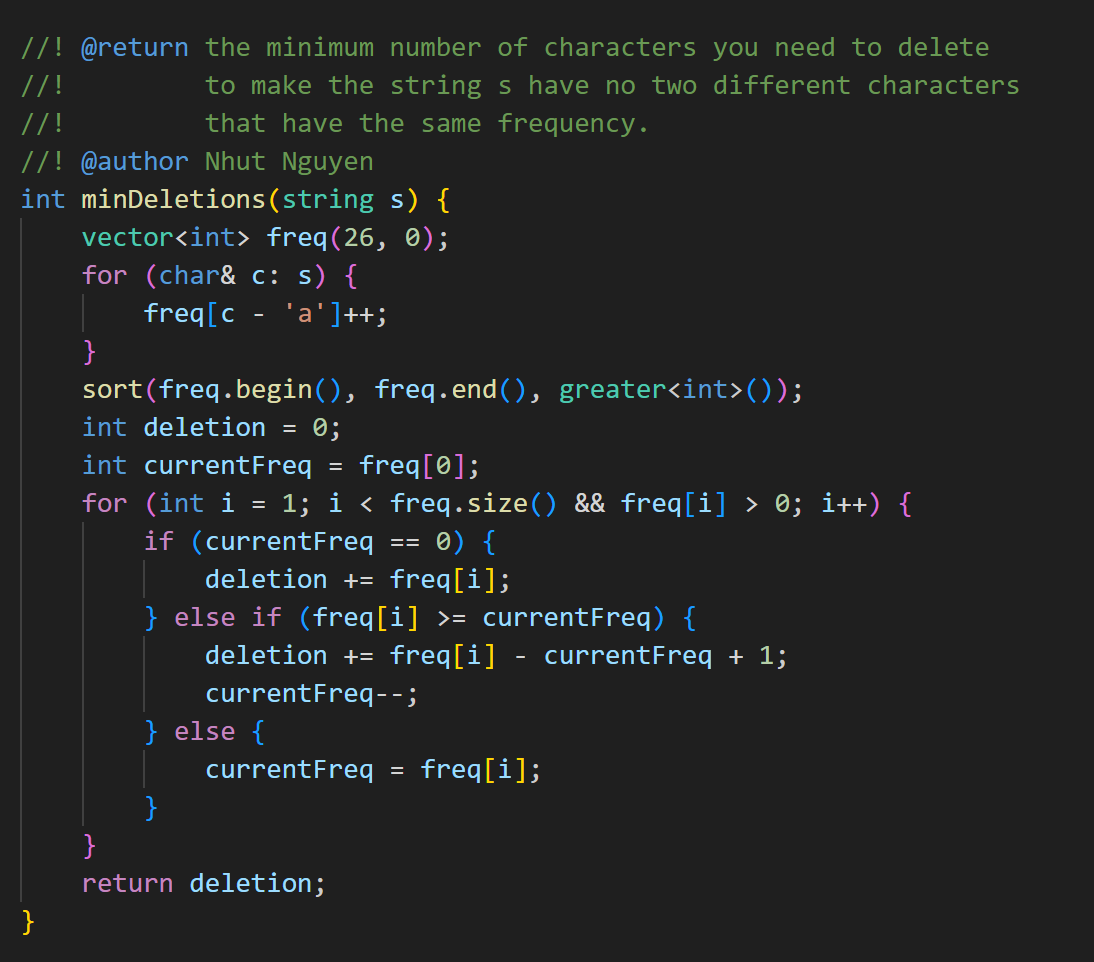 //! @return the minimum number of characters you need to delete
//!         to make the string s have no two different characters
//!         that have the same frequency.
//! @author Nhut Nguyen
int minDeletions(string s) {
    vector<int> freq(26, 0);
    for (char& c: s) {
        freq[c - 'a']++;
    }
    sort(freq.begin(), freq.end(), greater<int>());
    int deletion = 0;
    int currentFreq = freq[0];
    for (int i = 1; i < freq.size() && freq[i] > 0; i++) {
        if (currentFreq == 0) {
            deletion += freq[i];
        } else if (freq[i] >= currentFreq) {
            deletion += freq[i] - currentFreq + 1;
            currentFreq--;
        } else {
            currentFreq = freq[i];
        }
    }
    return deletion;
}